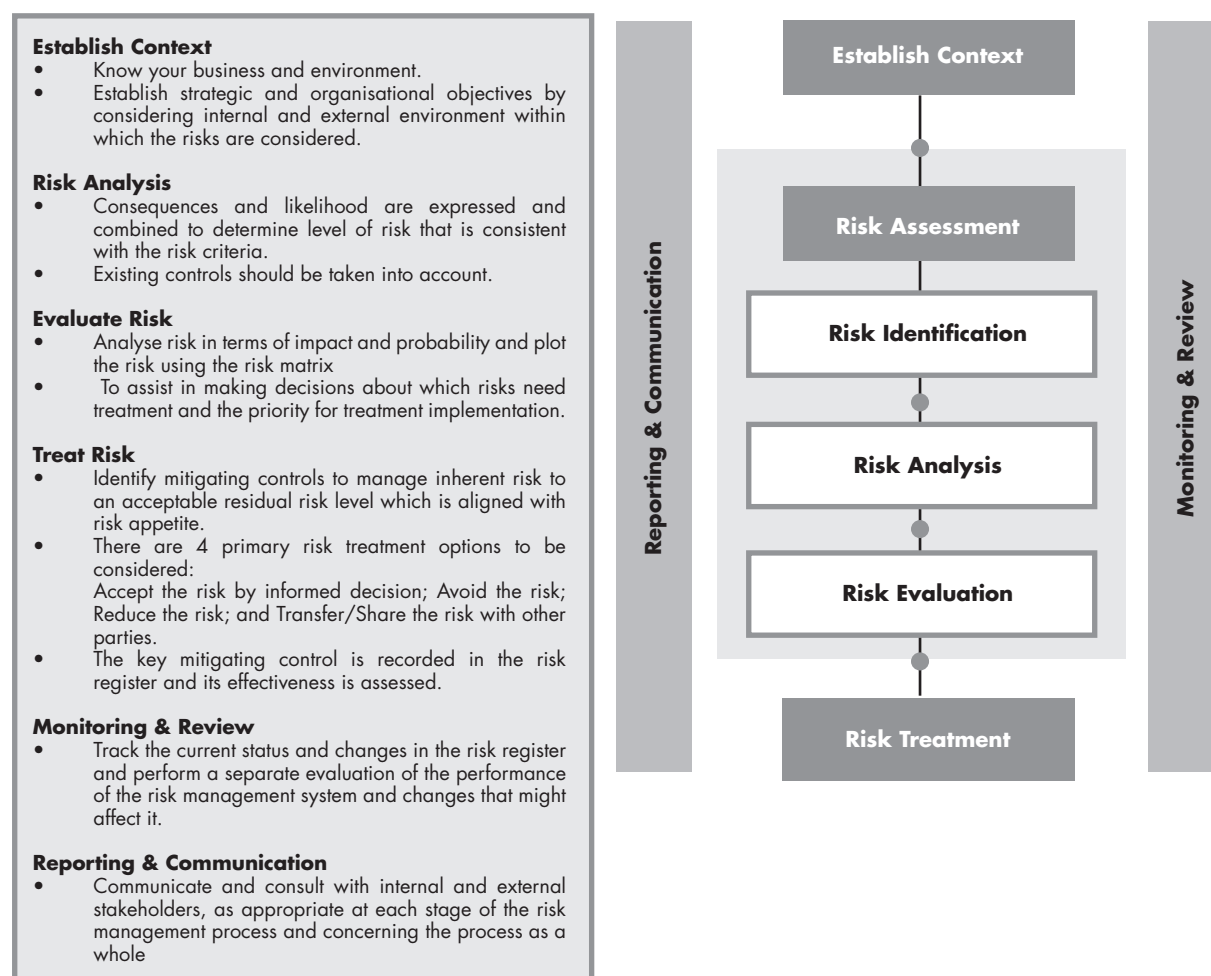 Establish Context
• Know your business and environment.
• Establish strategic and organisational objectives by
considering internal and external environment within
which the risks are considered.
Risk Analysis
• Consequences and likelihood are expressed and
combined to determine level of risk that is consistent
with the risk criteria.
• Existing controls should be taken into account.
Evaluate Risk
• Analyse risk in terms of impact and probability and plot
the risk using the risk matrix
• To assist in making decisions about which risks need
treatment and the priority for treatment implementation.
Treat Risk
• Identify mitigating controls to manage inherent risk to
an acceptable residual risk level which is aligned with
risk appetite.
• There are 4 primary risk treatment options to be
considered:
Accept the risk by informed decision; Avoid the risk;
Reduce the risk; and Transfer/Share the risk with other
parties.
• The key mitigating control is recorded in the risk
register and its effectiveness is assessed.
Monitoring & Review
• Track the current status and changes in the risk register
and perform a separate evaluation of the performance
of the risk management system and changes that might
affect it.
Reporting & Communication
• Communicate and consult with internal and external
stakeholders, as appropriate at each stage of the risk
management process and concerning the process as a
whole
Reporting & Communication
Establish Context
Risk Assessment
Risk Identification
Risk Analysis
Risk Evaluation
Risk Treatment
Monitoring & Review